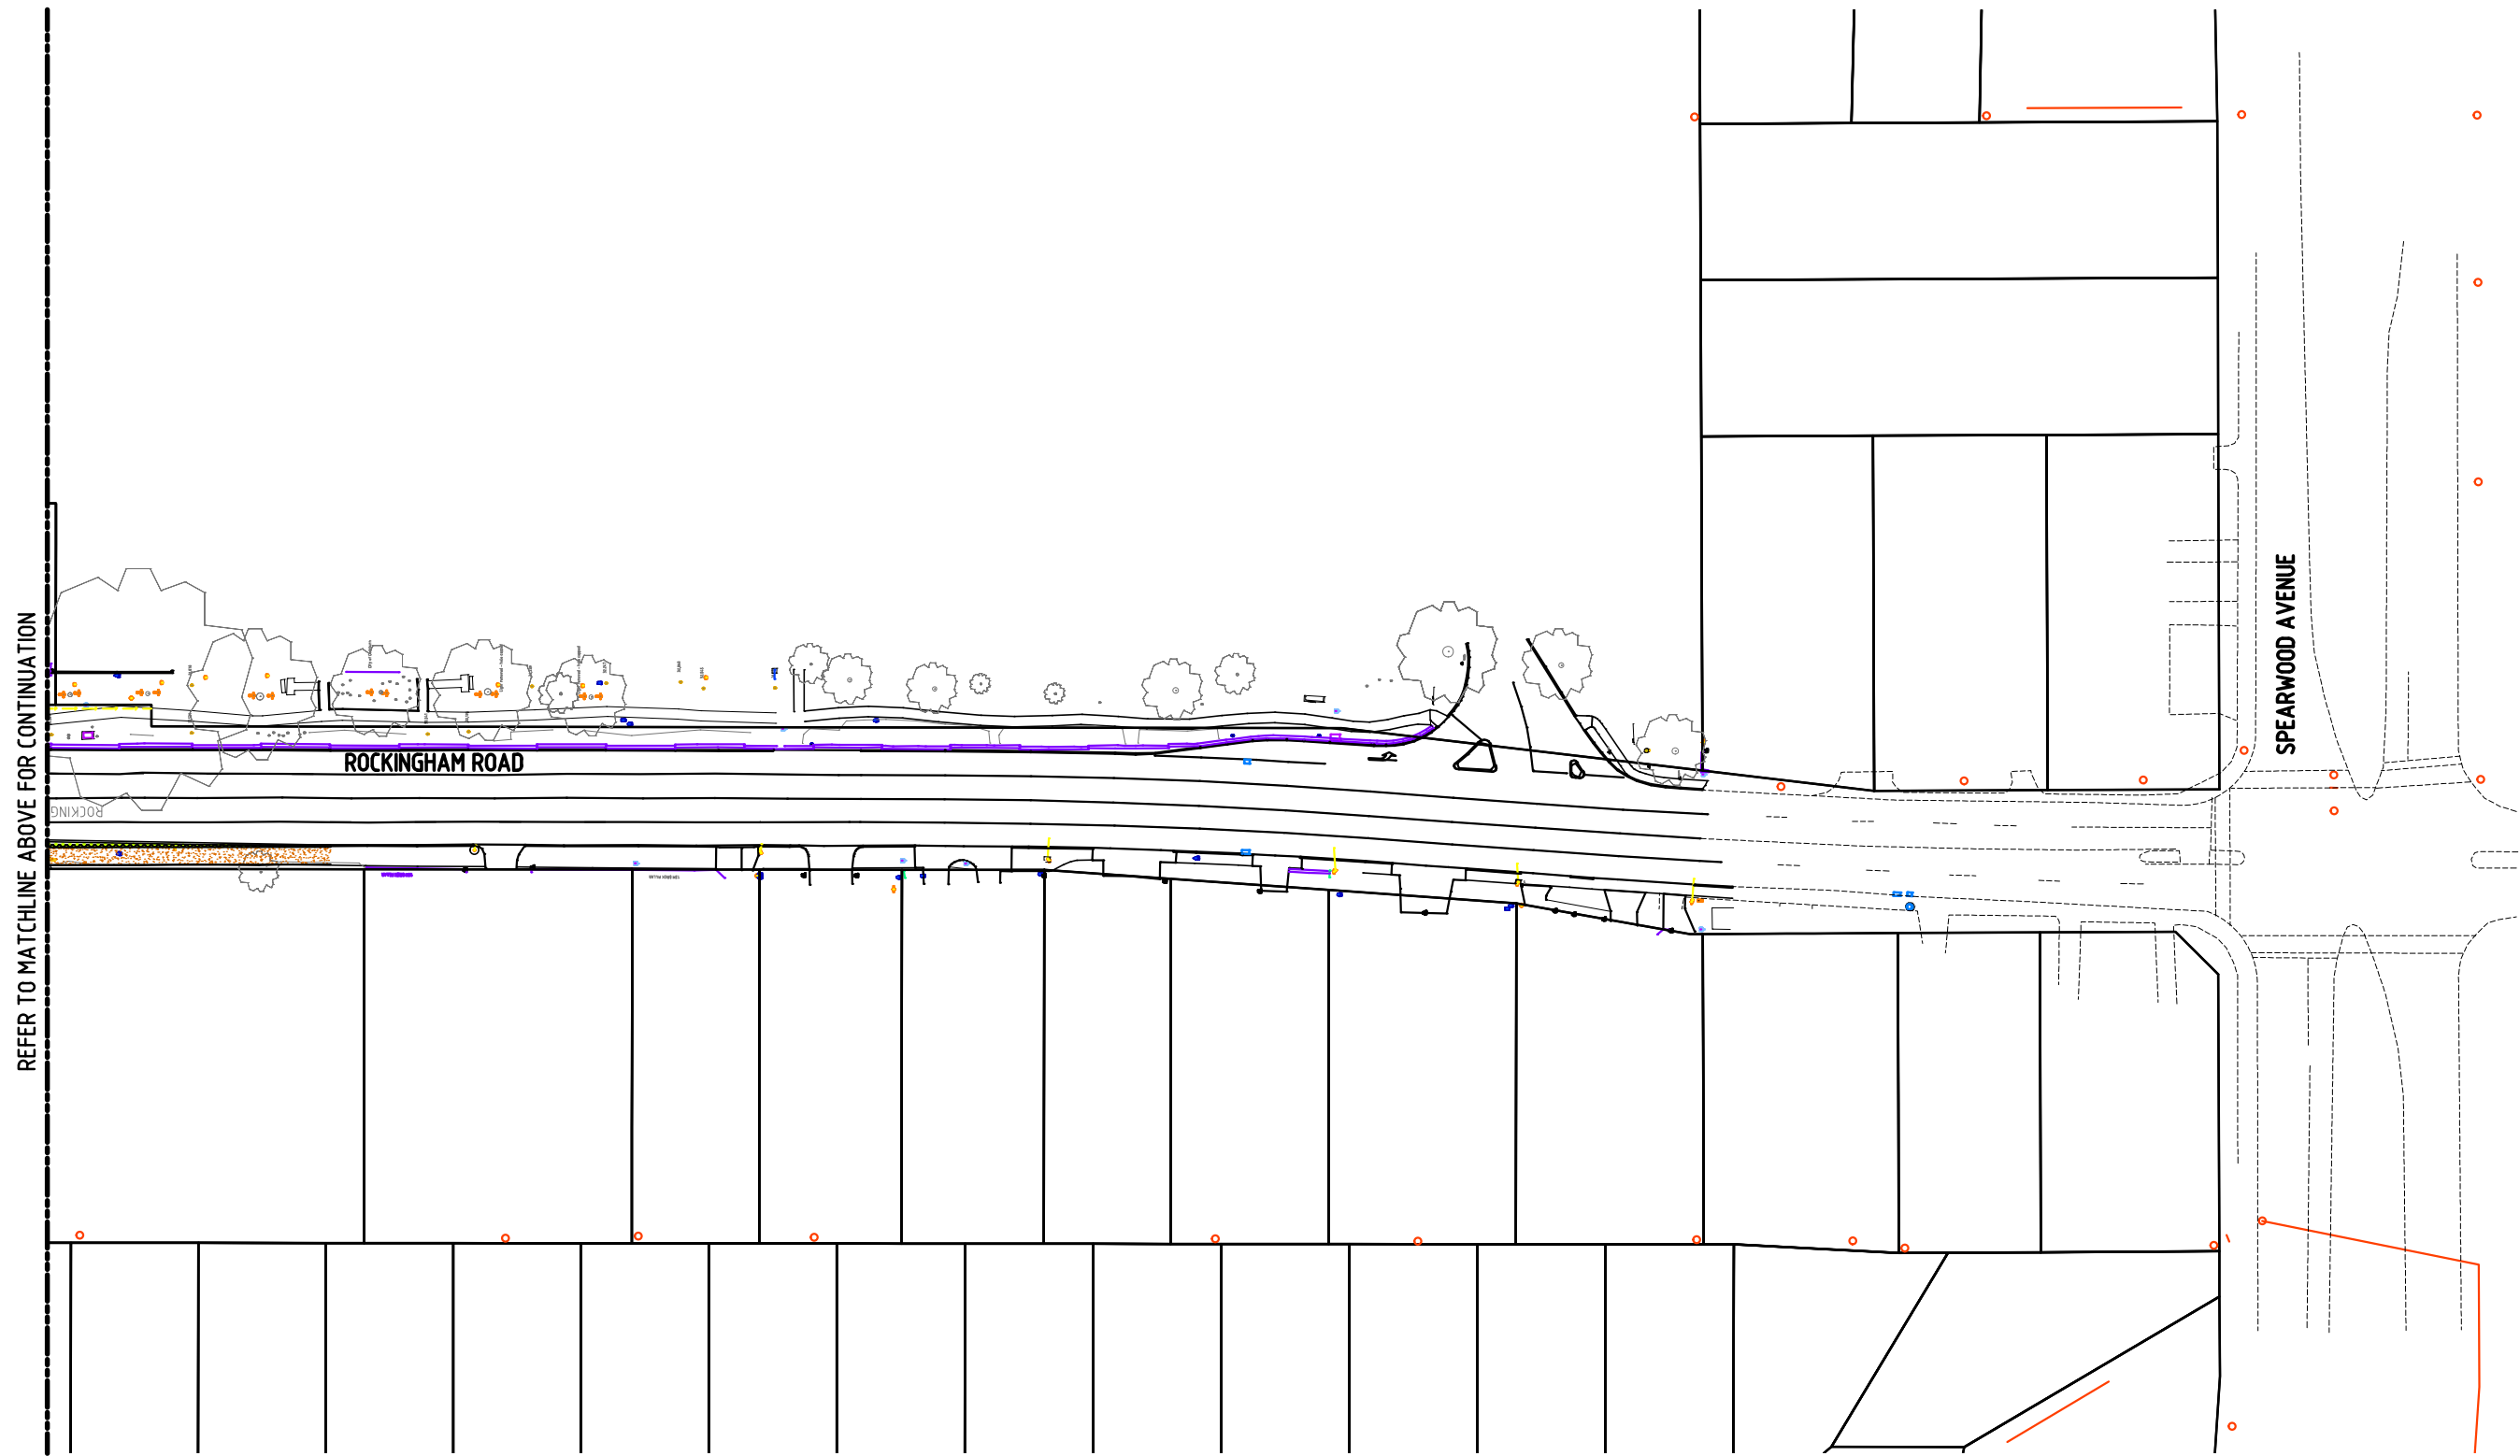 REFER TO MATCHLINE ABOVE FOR CONTINUATION
ROCKINGHAM ROAD
ROCKING
SPEARWOOD AVENUE